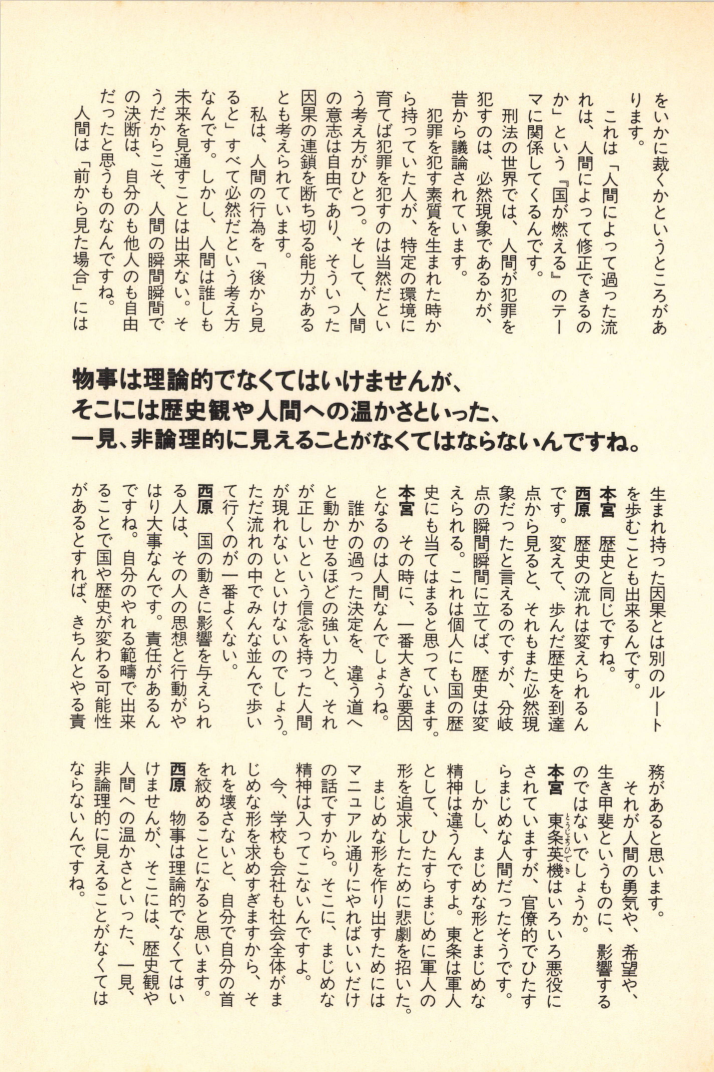 をいかに裁くかというところがあ
ります。
これは「人間によって過った流
れは、人間によって修正できるの
か」という『国が燃える』のテー
マに関係してくるんです。
刑法の世界では、人間が犯罪を
犯すのは、必然現象であるかが、
昔から議論されています。
犯罪を犯す素質を生まれた時か
ら持っていた人が、特定の環境に
育てば犯罪を犯すのは当然だとい
う考え方がひとつ。そして、人間
の意志は自由であり、そういった
因果の連鎖を断ち切る能力がある
とも考えられています。
私は、人間の行為を「後から見
ると」すべて必然だという考え方
なんです。しかし、人間は誰しも
未来を見通すことは出来ない。そ
うだからこそ、人間の瞬間瞬間で
の決断は、自分のも他人のも自由
だったと思うものなんですね。
人間は「前から見た場合」には
物事は理論的でなくてはいけませんが、
そこには歴史観や人間への温かさといった、
一見、非論理的に見えることがなくてはならないんですね。
生まれ持った因果とは別のルート
を歩むことも出来るんです。
本宮　歴史と同じですね。
西原　歴史の流れは変えられるん
です。変えて、歩んだ歴史を到達
点から見ると、それもまた必然現
象だったと言えるのですが、分岐
点の瞬間瞬間に立てば、歴史は変
えられる。これは個人にも国の歴
史にも当てはまると思っています。
本宮　その時に、一番大きな要因
となるのは人間なんでしょうね。
誰かの過った決定を、違う道へ
と動かせるほどの強い力と、それ
が正しいという信念を持った人間
が現れないといけないのでしょう。
ただ流れの中でみんな並んで歩い
て行くのが一番よくない。
西原　国の動きに影響を与えられ
る人は、その人の思想と行動がや
はり大事なんです。責任があるん
ですね。自分のやれる範疇で出来
ることで国や歴史が変わる可能性
があるとすれば、きちんとやる責
務があると思います。
それが人間の勇気や、希望や、
生き甲斐というものに、影響する
のではないでしょうか。
本宮　東条英機はいろいろ悪役に
とうじょうひでき
されていますが、官僚的でひたす
らまじめな人間だったそうです。
しかし、まじめな形とまじめな
精神は違うんですよ。東条は軍人
として、ひたすらまじめに軍人の
形を追求したために悲劇を招いた。
まじめな形を作り出すためには
マニュアル通りにやればいいだけ
の話ですから。そこに、まじめな
精神は入ってこないんですよ。
今、学校も会社も社会全体がま
じめな形を求めすぎますから、そ
れを壊さないと、自分で自分の首
を絞めることになると思います。
西原　物事は理論的でなくてはい
けませんが、そこには、歴史観や
人間への温かさといった、一見、
非論理的に見えることがなくては
ならないんですね。